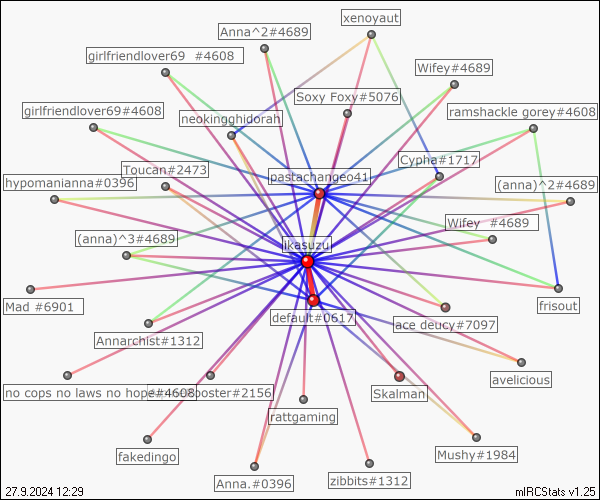 xenoyaut
Anna^2#4689
girlfriendlover69 #4608
Wifey#4689
Soxy Foxy#5076
girlfriendlover69#4608
neokingghidorah
ramshackle gorey#4608
Cypha#1717
Toucan#2473
pastachangeo41
hypomanianna#0396
(anna)^2#4689
Wifey #4689
(anna)^3#4689
ikasuzu
Mad #6901
frisout
default#0617
ace deucy#7097
Annarchist#1312
avelicious
no cops no laws no hope#4608
poster#2156
Skalman
rattgaming
fakedingo
Mushy#1984
Anna.#0396
zibbits#1312
27.9.2024 12:29
mIRCStats v1.25